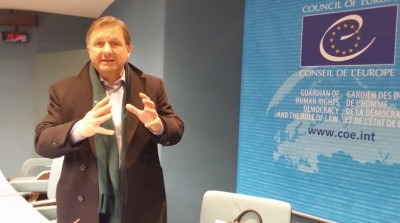 COUNCIL OF EUROPE
CONSEIL DE L'EUROPE
GUARDIAN OF
HUMAN RIGHTS,
DEMOCRACY
AND THE RULE OF LAW
GARDIEN DES D
DE L'HOMME,
DE LA DÉMOCRA
ET DE L'ÉTAT DE
www.coe.int